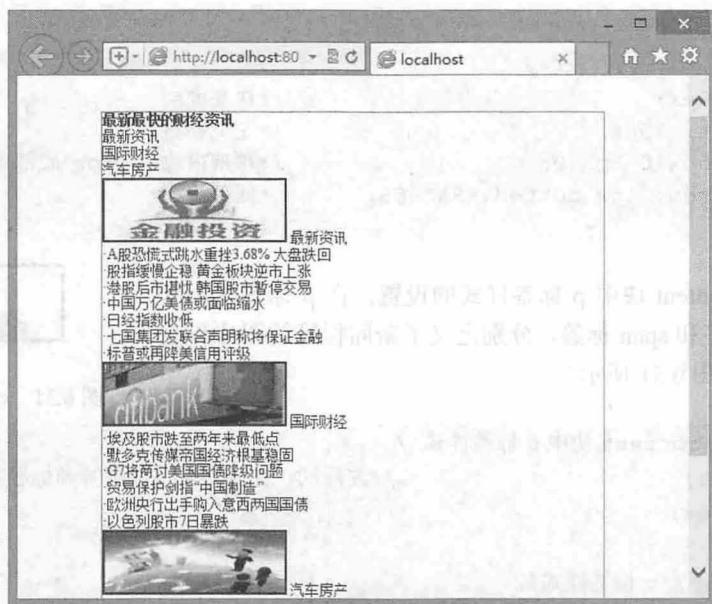 http://localhost:80
localhost
最新最快的财经资讯
最新资讯
国际财经
汽车房产
金融投资
最新资讯
·A股恐慌式跳水重挫3.68% 大盘跌回
·股指缓慢企稳 黄金板块逆市上涨
·港股后市堪忧 韩国股市暂停交易
·中国万亿美债或面临缩水
·日经指数收低
·七国集团发联合声明称将保证金融
·标普或再降美信用评级
citibank
国际财经
·埃及股市跌至两年来最低点
·默多克传媒帝国经济根基稳固
·G7将商讨美国国债降级问题
·贸易保护剑指“中国制造”
·欧洲央行出手购入意西两国国债
·以色列股市7日暴跌
汽车房产